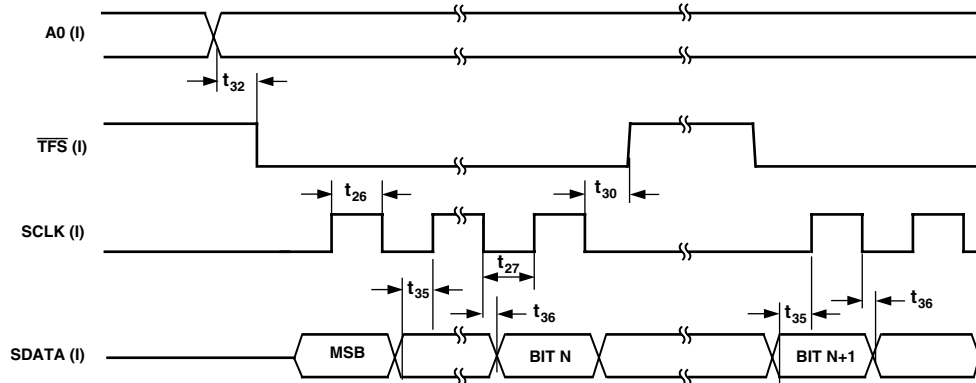 A0 (I)
t32
TFS (I)
t26
t30
SCLK (I)
t27
t35
t36
t35
t36
SDATA (I)
MSB
BIT N
BIT N+1